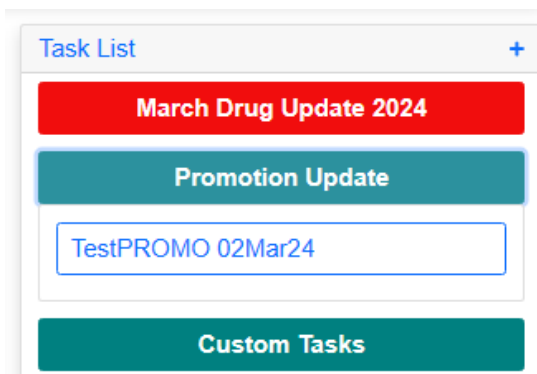 Task List +
March Drug Update 2024
Promotion Update
TestPROMO 02Mar24
Custom Tasks